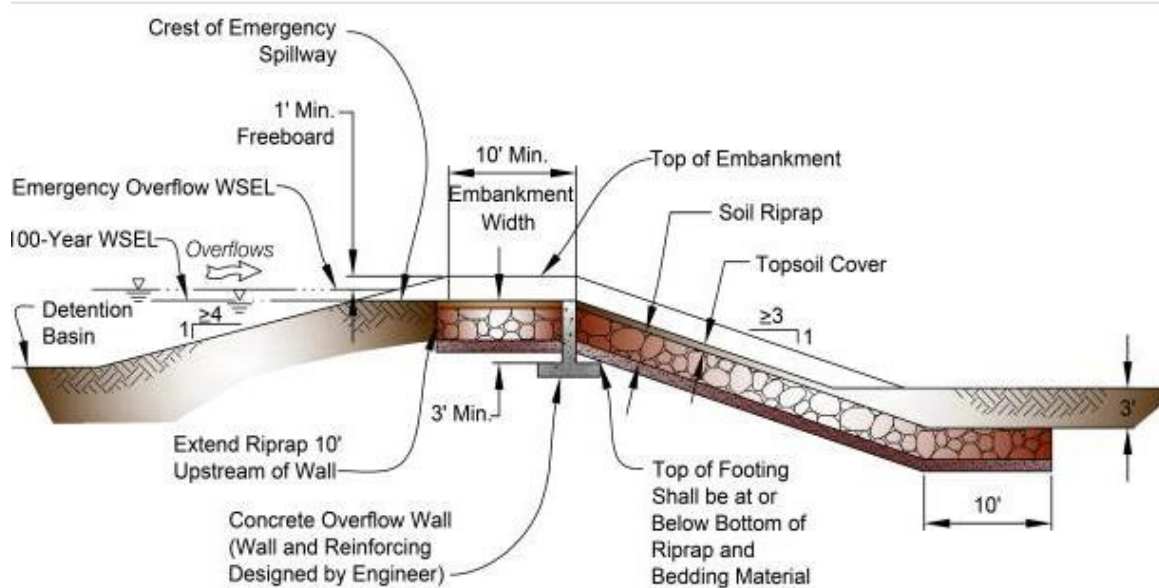 Crest of Emergency
Spillway
1' Min.
Freeboard
10' Min.
Embankment
Width
Top of Embankment
Emergency Overflow WSEL
Soil Riprap
100-Year WSEL
Overflows
Topsoil Cover
Detention
Basin
≥4
1
≥3
1
3' Min.
3'
Extend Riprap 10'
Upstream of Wall
Concrete Overflow Wall
(Wall and Reinforcing
Designed by Engineer)
Top of Footing
Shall be at or
Below Bottom of
Riprap and
Bedding Material
10'